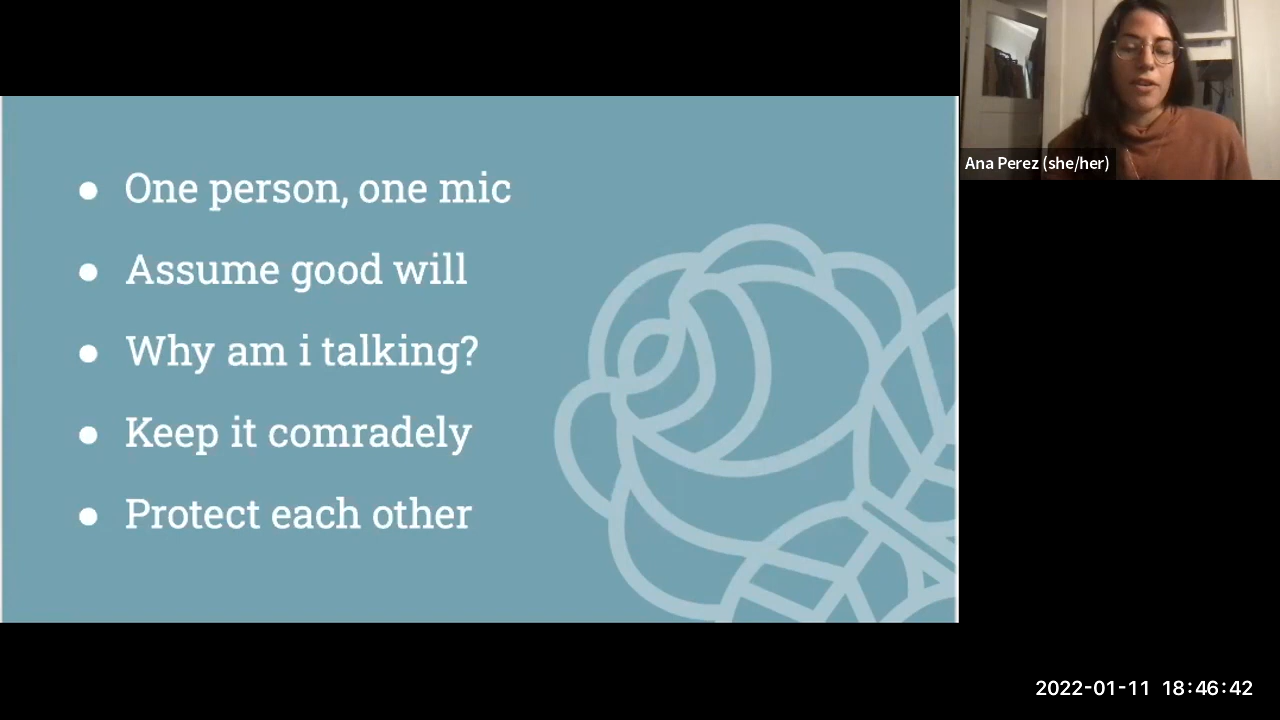 ● One person, one mic
● Assume good will
● Why am i talking?
● Keep it comradely
● Protect each other
Ana Perez (she/her)
2022-01-11 18:46:42